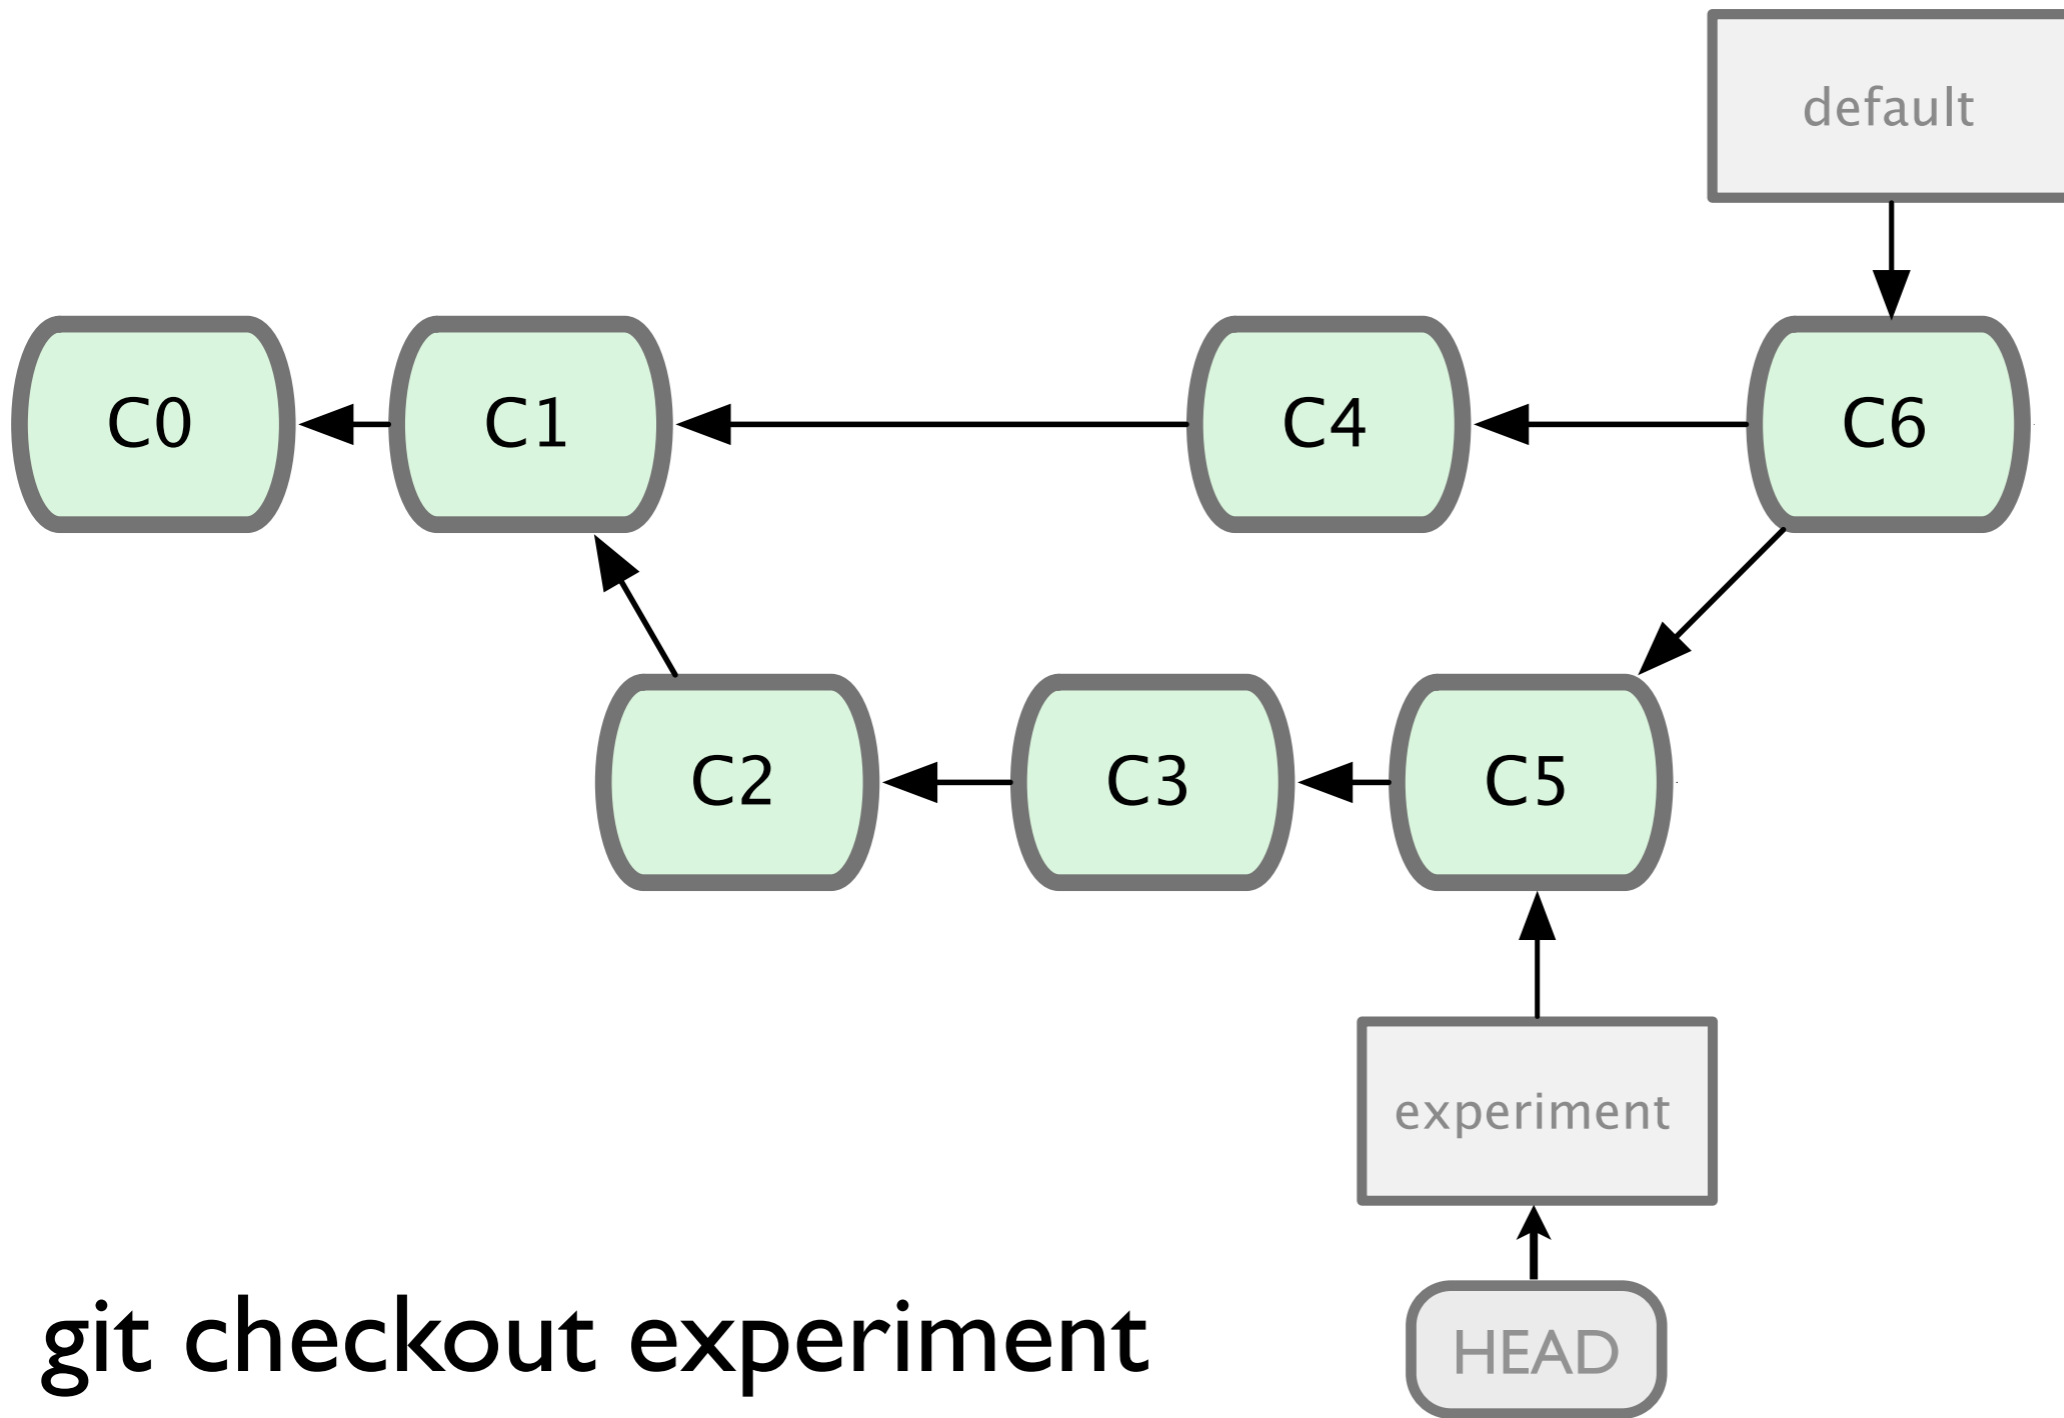 default
C0
C1
C4
C6
C2
C3
C5
experiment
git checkout experiment
HEAD